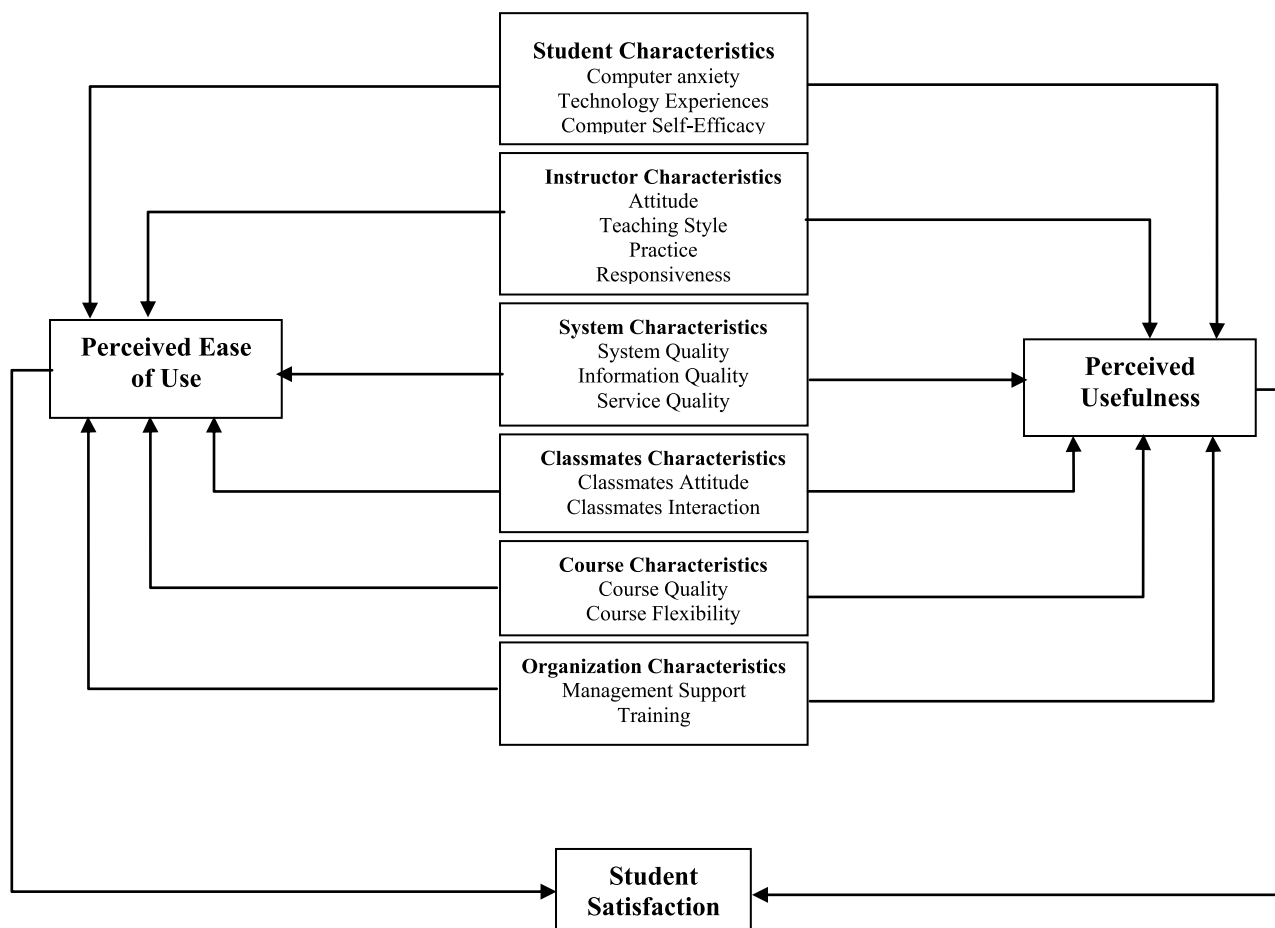 Student Characteristics
Computer anxiety
Technology Experiences
Computer Self-Efficacy
Instructor Characteristics
Attitude
Teaching Style
Practice
Responsiveness
System Characteristics
System Quality
Information Quality
Service Quality
Classmates Characteristics
Classmates Attitude
Classmates Interaction
Course Characteristics
Course Quality
Course Flexibility
Organization Characteristics
Management Support
Training
Perceived Ease
of Use
Perceived
Usefulness
Student
Satisfaction